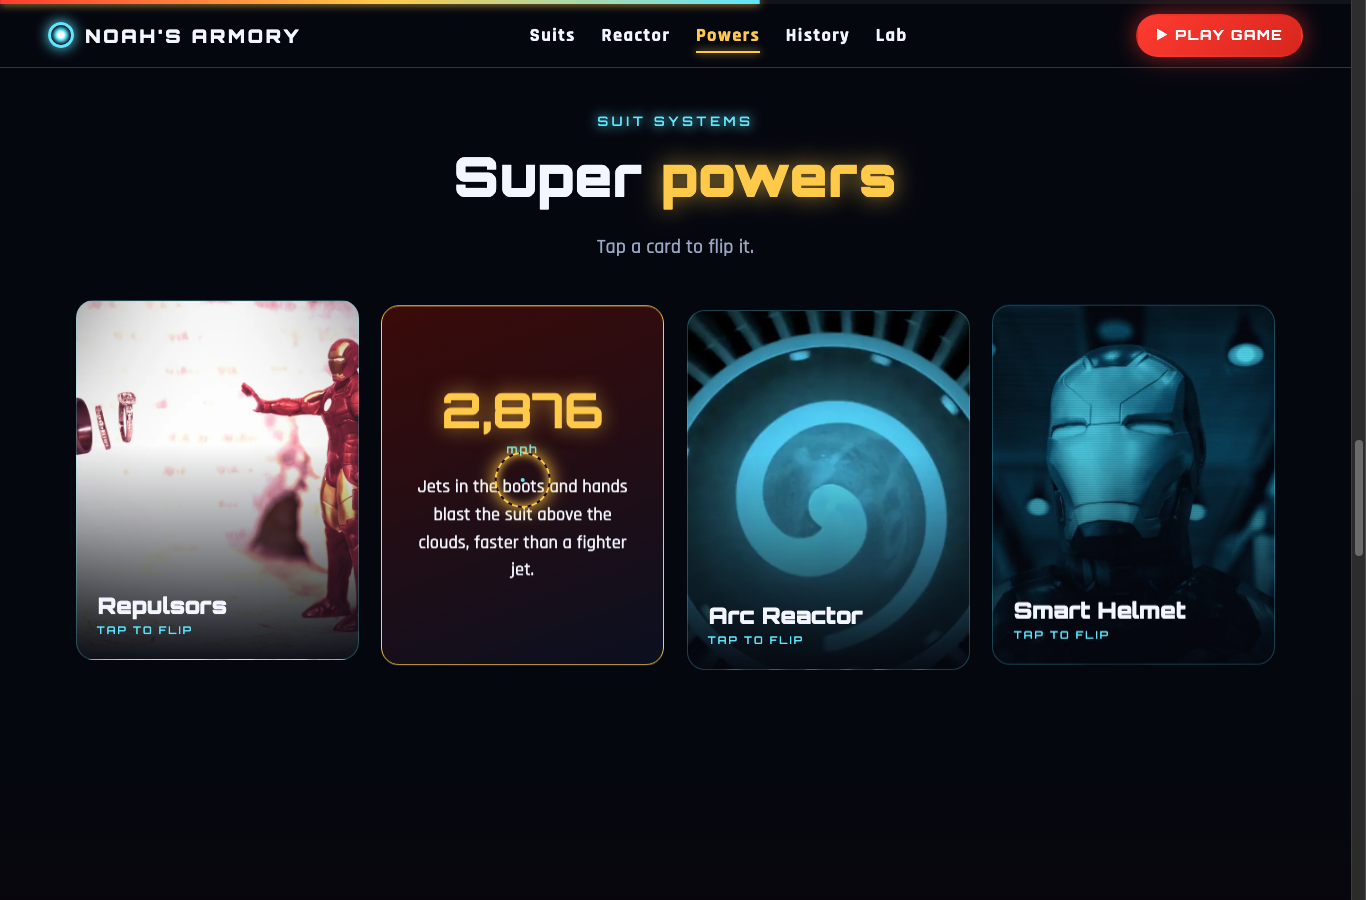 NOAH'S ARMORY
Suits Reactor Powers History Lab
PLAY GAME
SUIT SYSTEMS
Super powers
Tap a card to flip it.
Repulsors
TAP TO FLIP
2,876
mph
Jets in the boots and hands
blast the suit above the
clouds, faster than a fighter
jet.
Arc Reactor
TAP TO FLIP
Smart Helmet
TAP TO FLIP